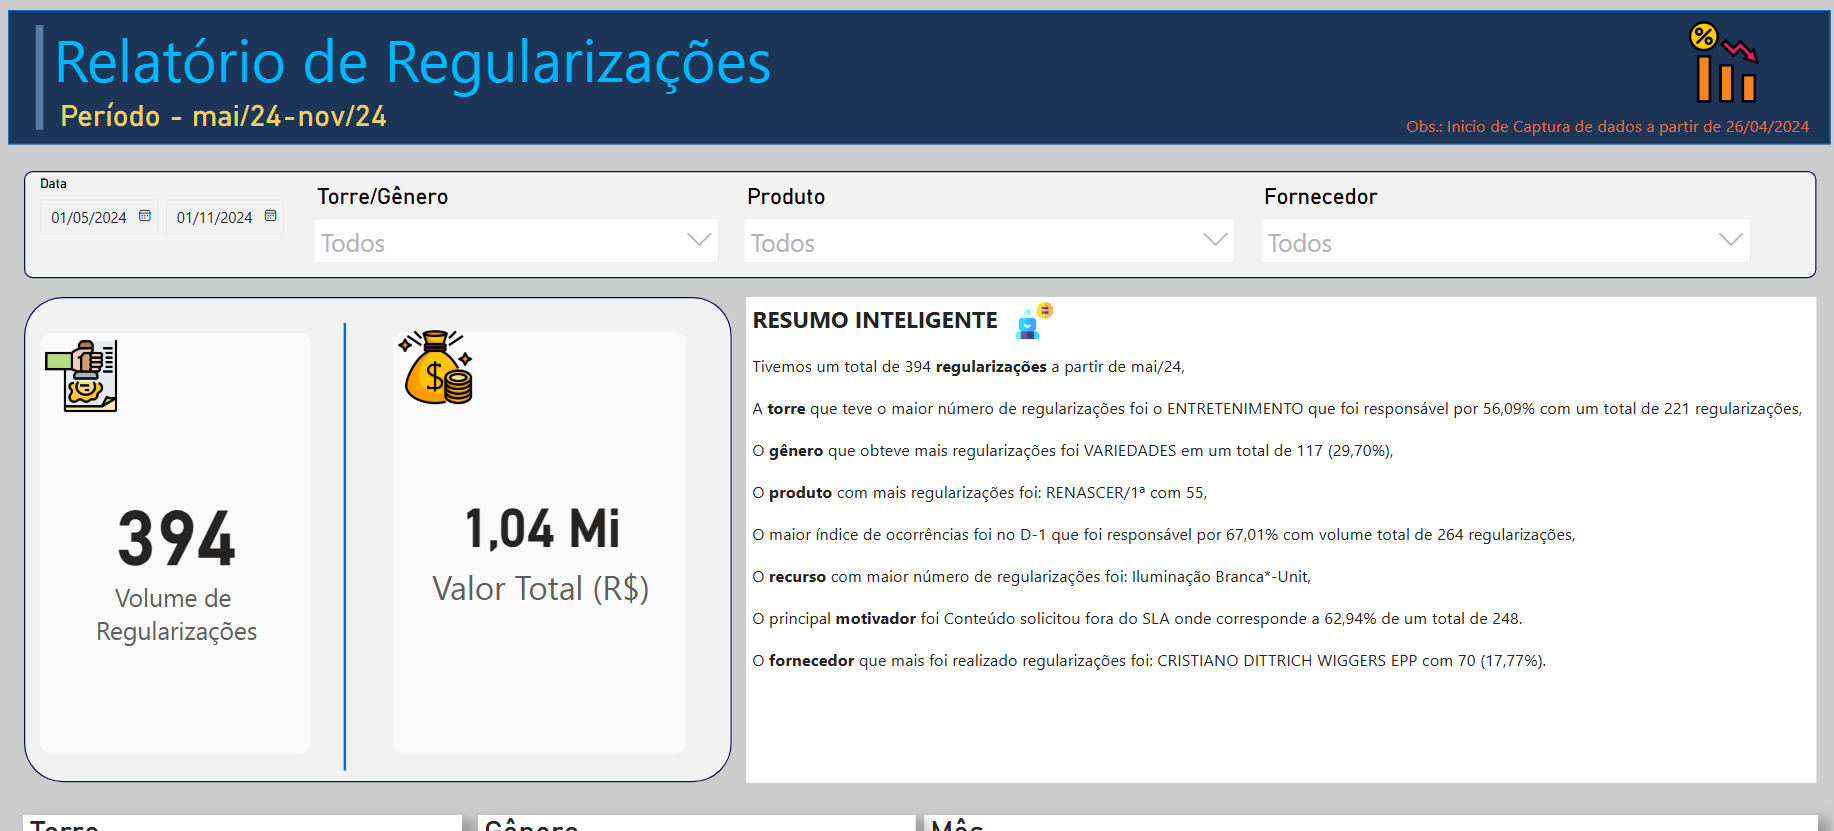 Relatório de Regularizações
Período - mai/24-nov/24
Obs.: Inicio de Captura de dados a partir de 26/04/2024
Data
01/05/2024
01/11/2024
Torre/Gênero
Todos
Produto
Todos
Fornecedor
Todos
394
Volume de
Regularizações
1,04 Mi
Valor Total (R$)
RESUMO INTELIGENTE
Tivemos um total de 394 regularizações a partir de mai/24,
A torre que teve o maior número de regularizações foi o ENTRETENIMENTO que foi responsável por 56,09% com um total de 221 regularizações,
O gênero que obteve mais regularizações foi VARIEDADES em um total de 117 (29,70%),
O produto com mais regularizações foi: RENASCER/1ª com 55,
O maior índice de ocorrências foi no D-1 que foi responsável por 67,01% com volume total de 264 regularizações,
O recurso com maior número de regularizações foi: Iluminação Branca*-Unit,
O principal motivador foi Conteúdo solicitou fora do SLA onde corresponde a 62,94% de um total de 248.
O fornecedor que mais foi realizado regularizações foi: CRISTIANO DITTRICH WIGGERS EPP com 70 (17,77%).
Torre
Gênero
Mês